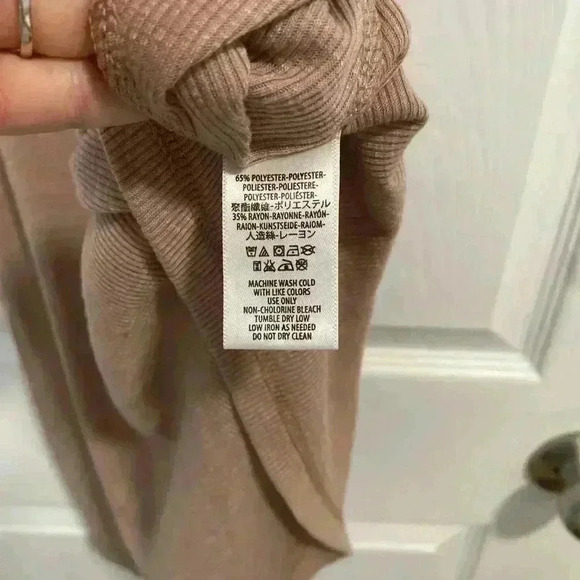 65% POLYESTER-POLYESTER-
POLIESTER-POLIESTERE-
POLYESTER-POLIÉSTER-
聚酯纖維-ポリエステル
35% RAYON-RAYONNE-RAYÓN-
RAION-KUNSTSEIDE-RAIOM-
人造絲-レーヨン
MACHINE WASH COLD
WITH LIKE COLORS
USE ONLY
NON-CHOLORINE BLEACH
TUMBLE DRY LOW
LOW IRON AS NEEDED
DO NOT DRY CLEAN